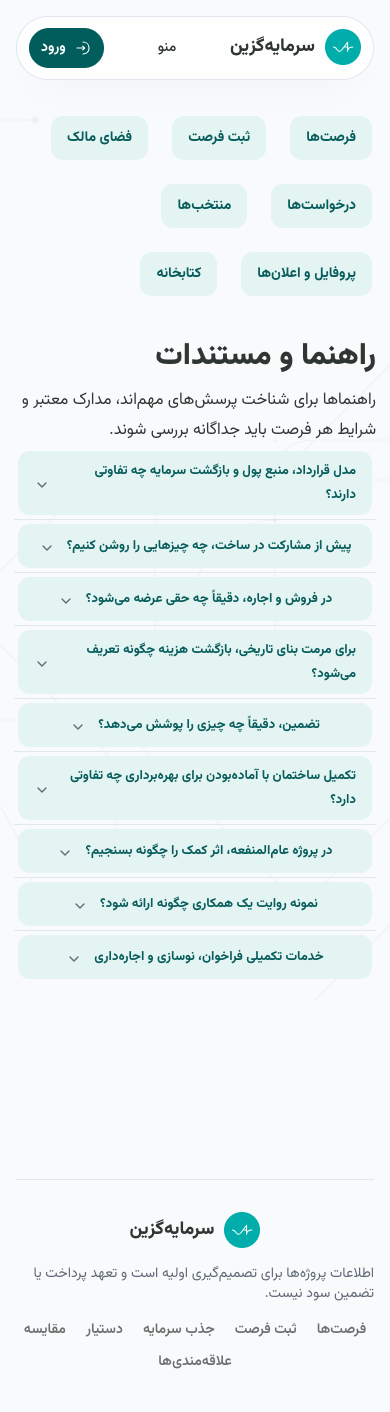 سرمایه‌گزین
منو
ورود
فرصت‌ها
ثبت فرصت
فضای مالک
درخواست‌ها
منتخب‌ها
پروفایل و اعلان‌ها
کتابخانه
راهنما و مستندات
راهنماها برای شناخت پرسش‌های مهم‌اند، مدارک معتبر و
شرایط هر فرصت باید جداگانه بررسی شوند.
مدل قرارداد، منبع پول و بازگشت سرمایه چه تفاوتی
دارند؟
پیش از مشارکت در ساخت، چه چیزهایی را روشن کنیم؟
در فروش و اجاره، دقیقاً چه حقی عرضه می‌شود؟
برای مرمت بنای تاریخی، بازگشت هزینه چگونه تعریف
می‌شود؟
تضمین، دقیقاً چه چیزی را پوشش می‌دهد؟
تکمیل ساختمان با آماده‌بودن برای بهره‌برداری چه تفاوتی
دارد؟
در پروژه عام‌المنفعه، اثر کمک را چگونه بسنجیم؟
نمونه روایت یک همکاری چگونه ارائه شود؟
خدمات تکمیلی فراخوان، نوسازی و اجاره‌داری
سرمایه‌گزین
اطلاعات پروژه‌ها برای تصمیم‌گیری اولیه است و تعهد پرداخت یا
تضمین سود نیست.
فرصت‌ها
ثبت فرصت
جذب سرمایه
دستیار
مقایسه
علاقه‌مندی‌ها